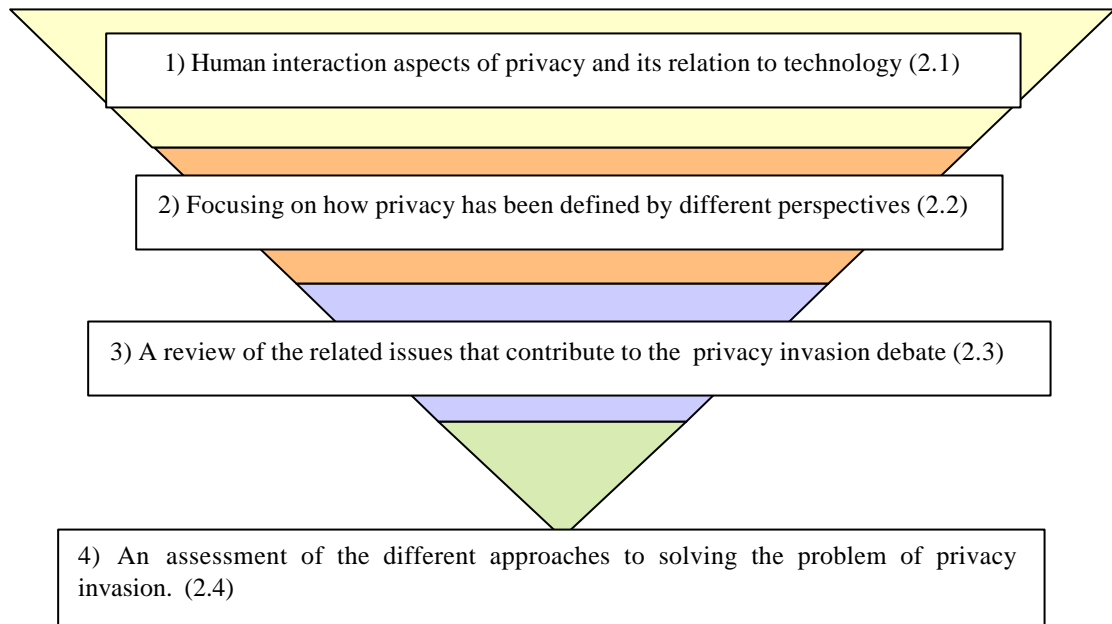 1) Human interaction aspects of privacy and its relation to technology (2.1)
2) Focusing on how privacy has been defined by different perspectives (2.2)
3) A review of the related issues that contribute to the privacy invasion debate (2.3)
4) An assessment of the different approaches to solving the problem of privacy
invasion. (2.4)